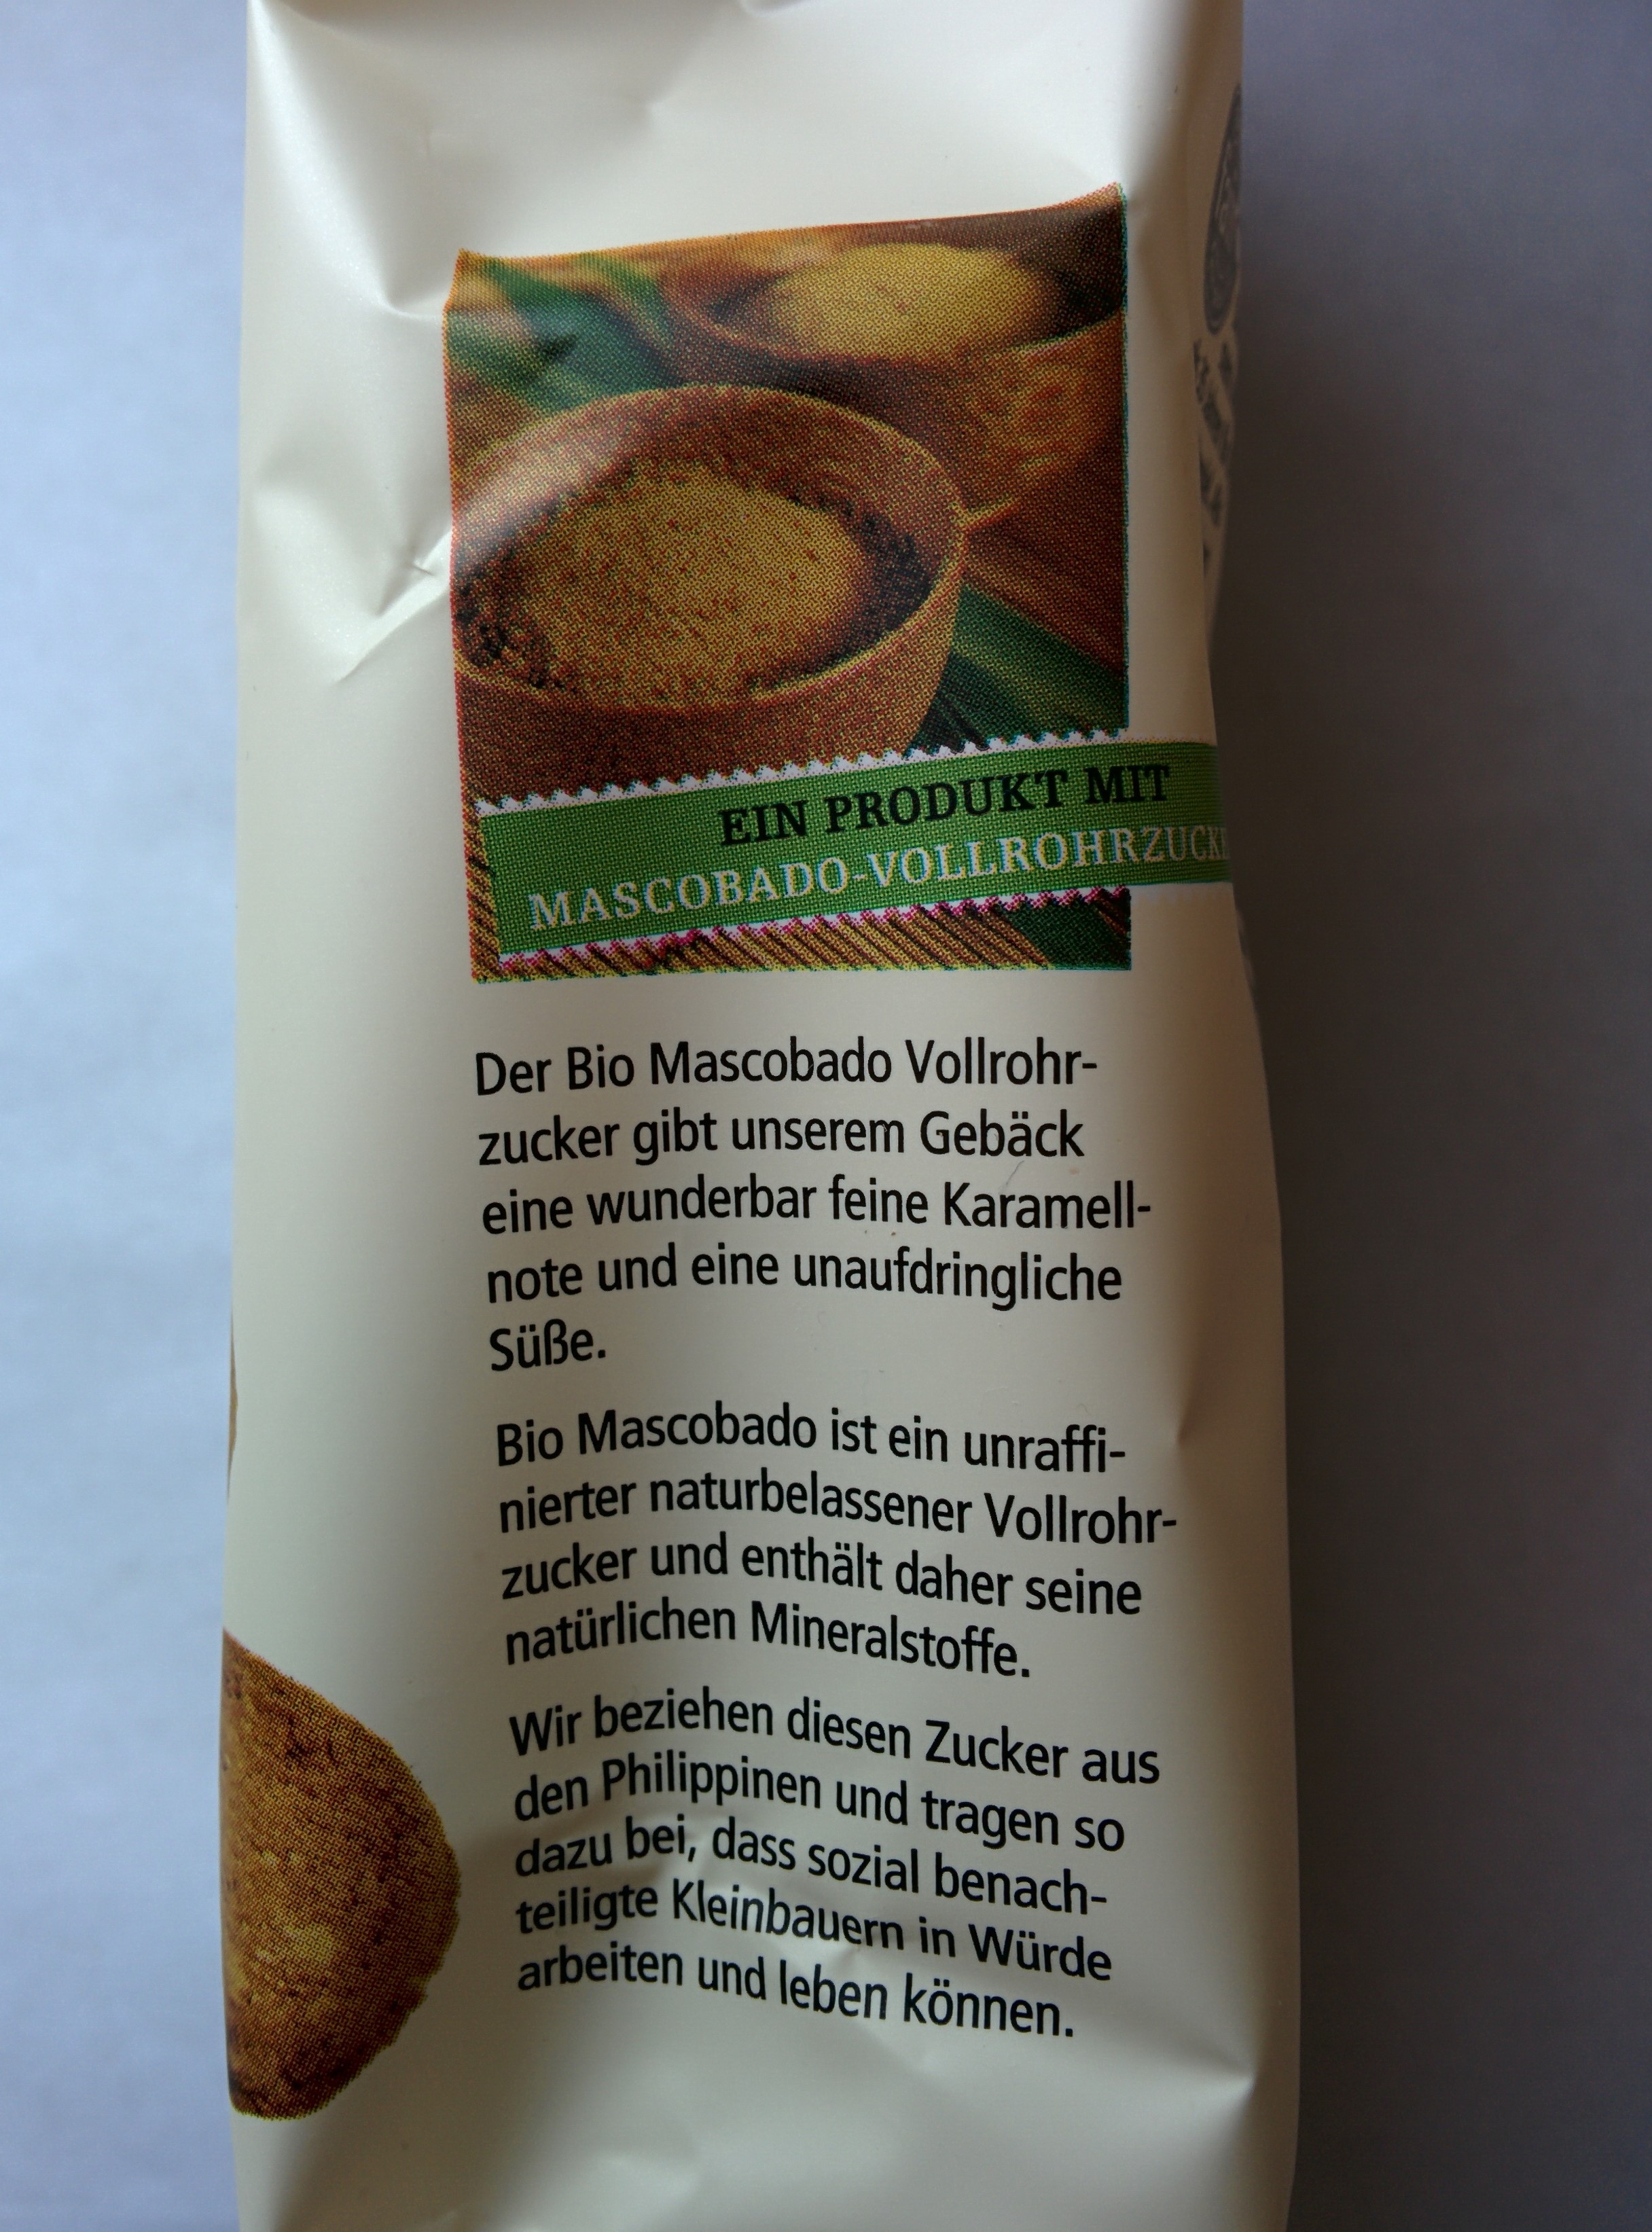 EIN PRODUKT MIT
Der Bio Mascobado Vollrohr-
zucker gibt unserem Gebäck
eine wunderbar feine Karamell-
note und eine unaufdringliche
Süße.
Bio Mascobado ist ein unraffi-
nierter naturbelassener Vollrohr-
zucker und enthält daher seine
natürlichen Mineralstoffe.
Wir beziehen diesen Zucker aus
den Philippinen und tragen so
dazu bei, dass sozial benach-
teiligte Kleinbauern in Würde
arbeiten und leben können.